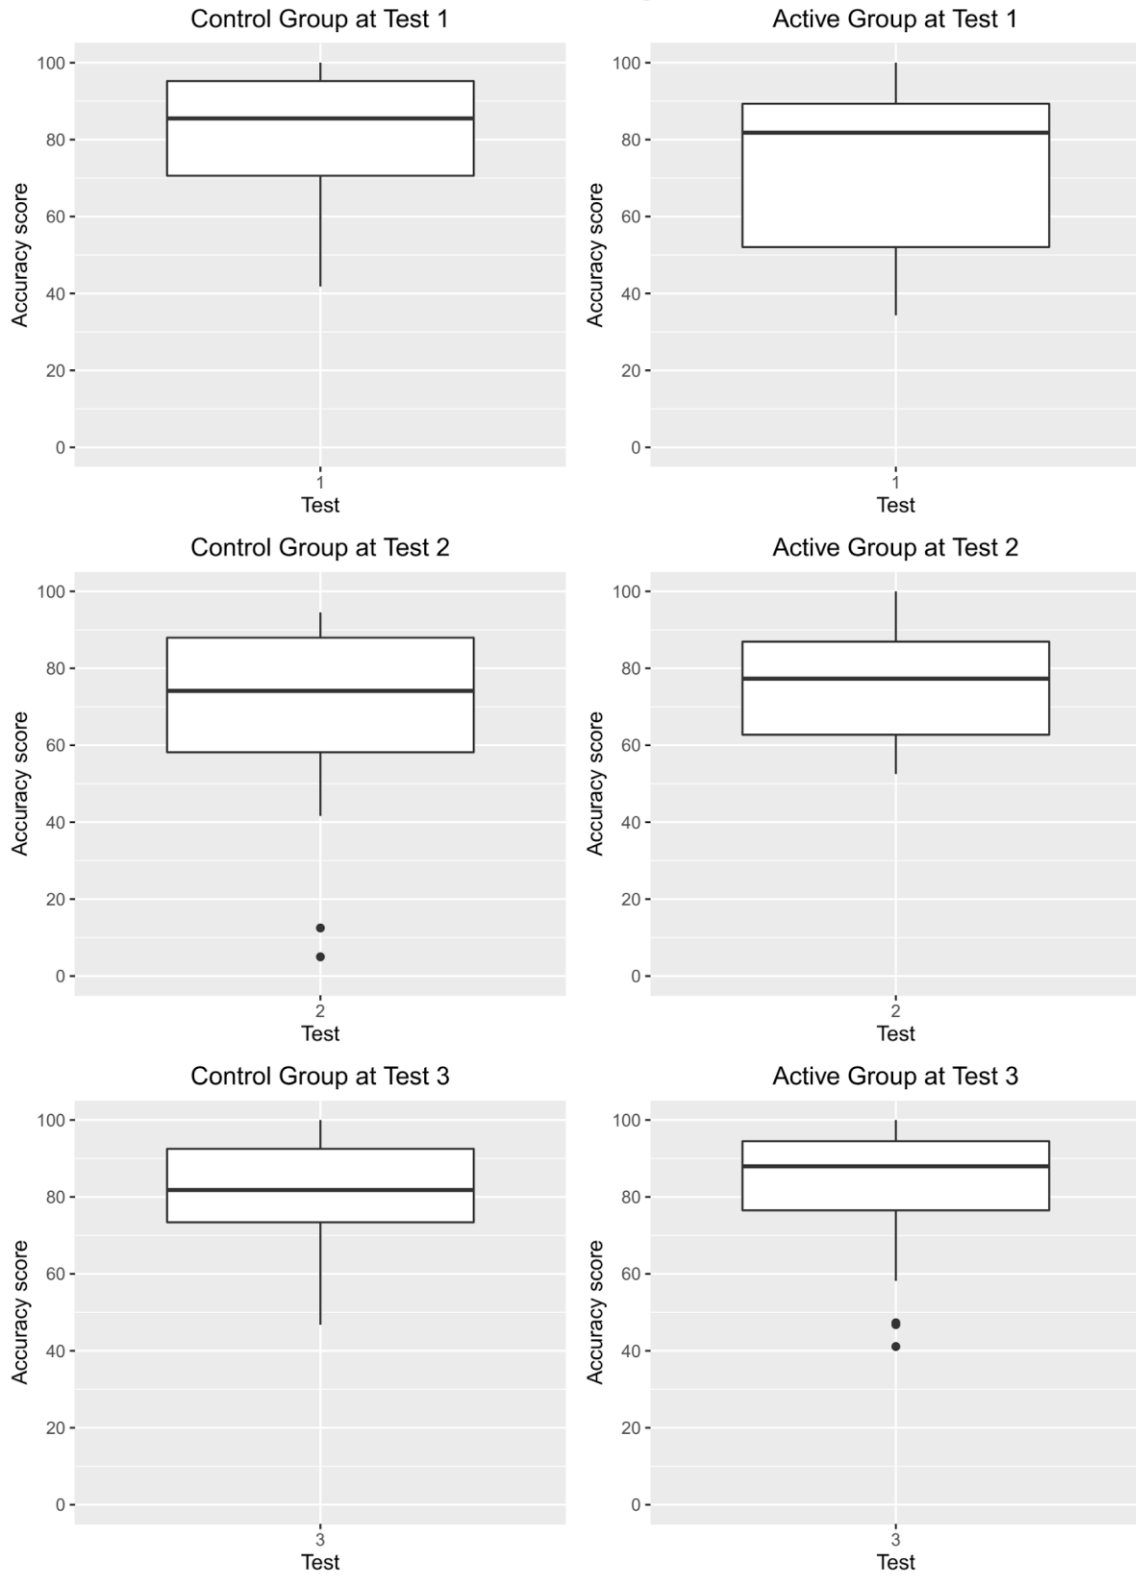 Control Group at Test 1
Active Group at Test 1
100
80
60
40
20
0
Accuracy score
1
Test
100
80
60
40
20
0
Accuracy score
1
Test
Control Group at Test 2
Active Group at Test 2
100
80
60
40
20
0
Accuracy score
2
Test
100
80
60
40
20
0
Accuracy score
2
Test
Control Group at Test 3
Active Group at Test 3
100
80
60
40
20
0
Accuracy score
3
Test
100
80
60
40
20
0
Accuracy score
3
Test